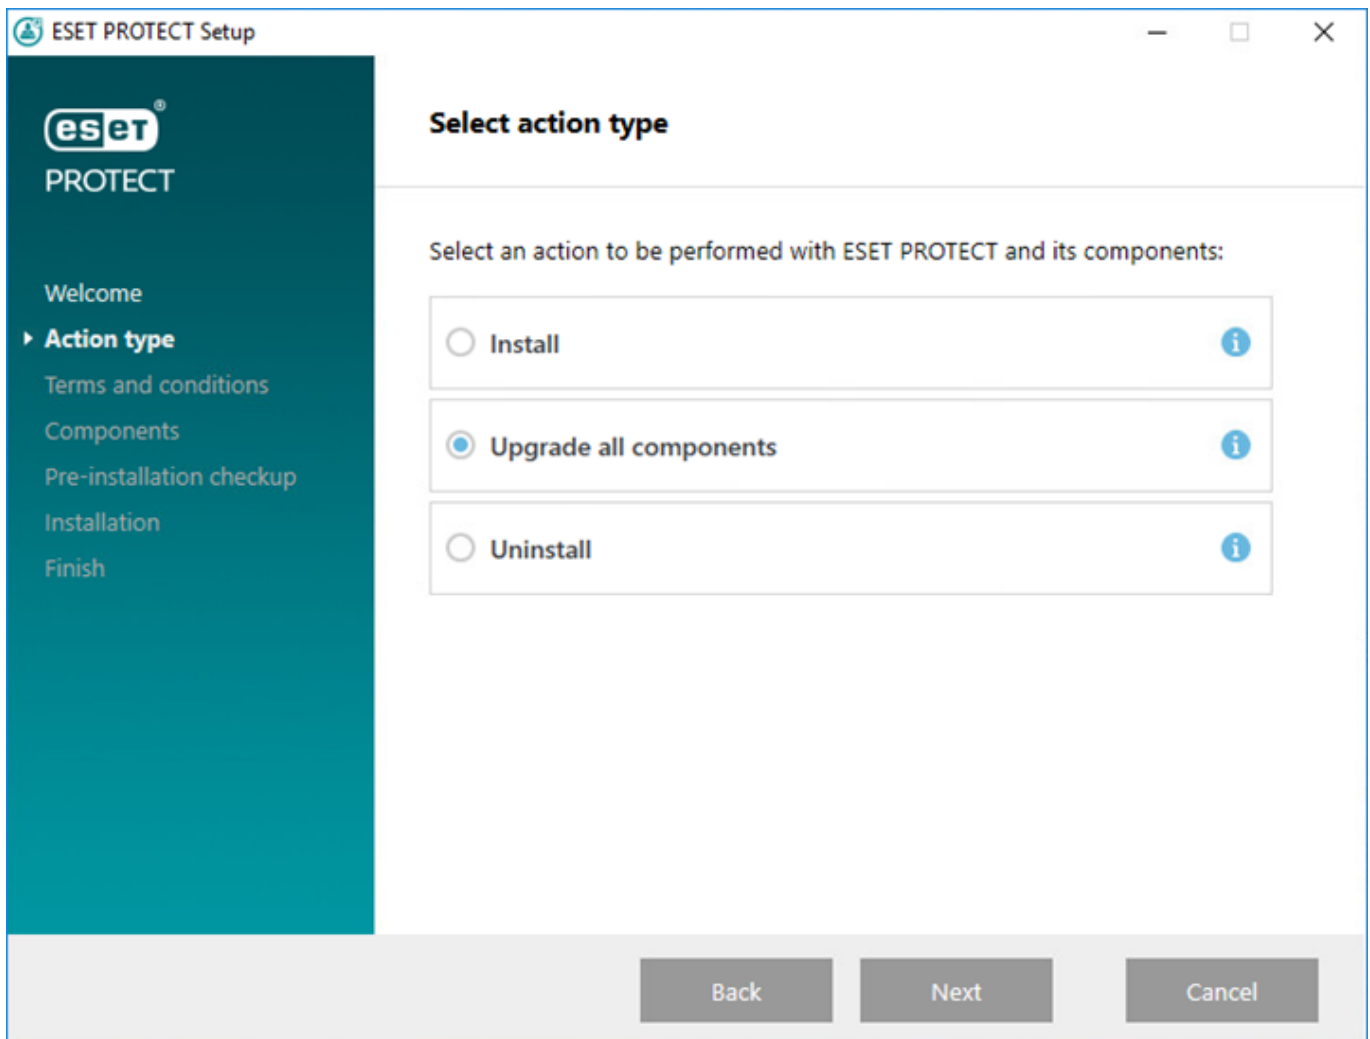 ESET PROTECT Setup
eseT®
PROTECT
Welcome
Action type
Terms and conditions
Components
Pre-installation checkup
Installation
Finish
Select action type
Select an action to be performed with ESET PROTECT and its components:
Install
Upgrade all components
Uninstall
Back Next Cancel